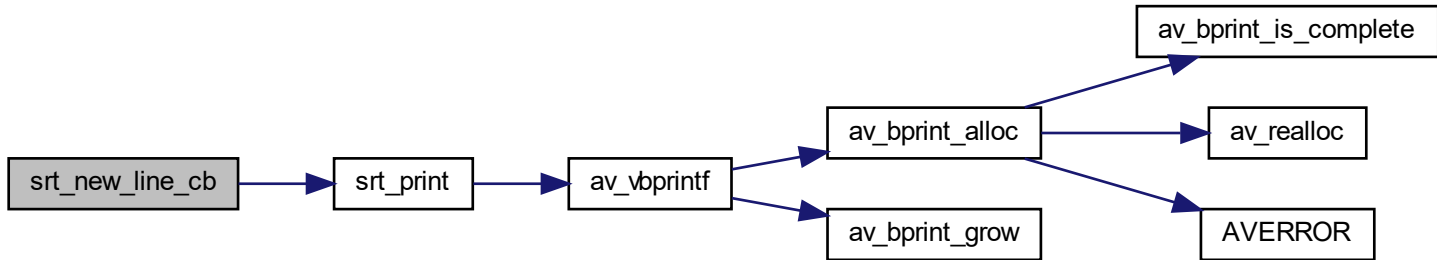 av_bprint_is_complete
av_bprint_alloc
av_realloc
srt_new_line_cb
srt_print
av_vbprintf
av_bprint_grow
AVERROR